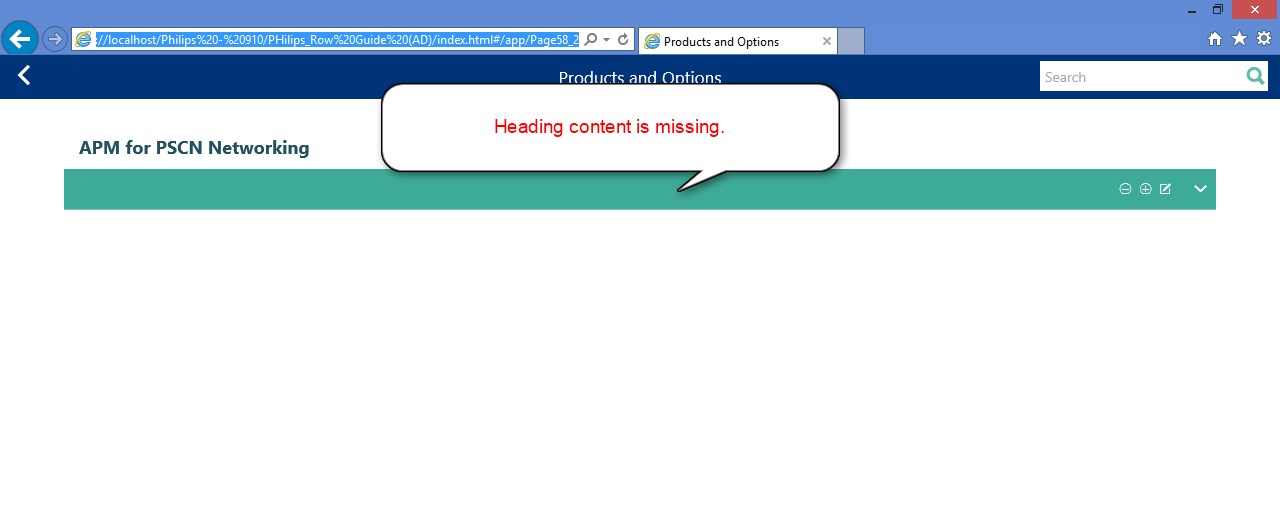 ://localhost/Philips%20-%20910/PHilips_Row%20Guide%20(AD)/index.html#/app/Page58_2
Products and Options
Products and Options
Search
Heading content is missing.
APM for PSCN Networking